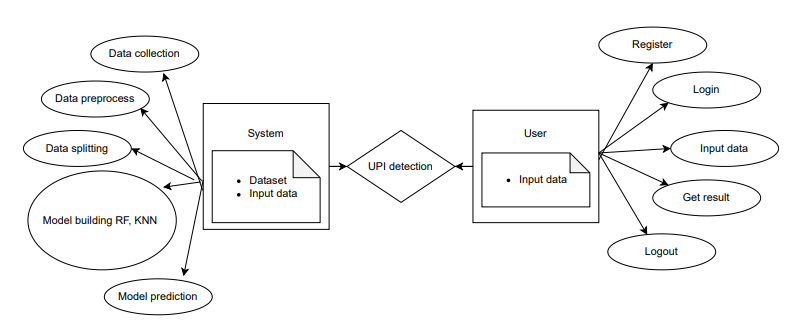 Data collection
Data preprocess
Data splitting
Model building RF, KNN
Model prediction
System
• Dataset
• Input data
UPI detection
User
• Input data
Register
Login
Input data
Get result
Logout